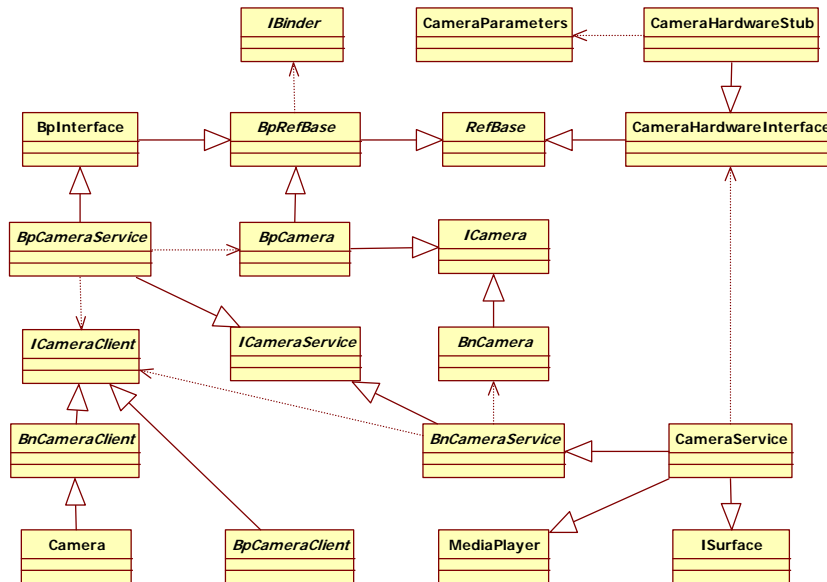 IBinder
CameraParameters
CameraHardwareStub
BpInterface
BpRefBase
RefBase
CameraHardwareInterface
BpCameraService
BpCamera
ICamera
ICameraClient
ICameraService
BnCamera
BnCameraClient
BnCameraService
CameraService
Camera
BpCameraClient
MediaPlayer
ISurface